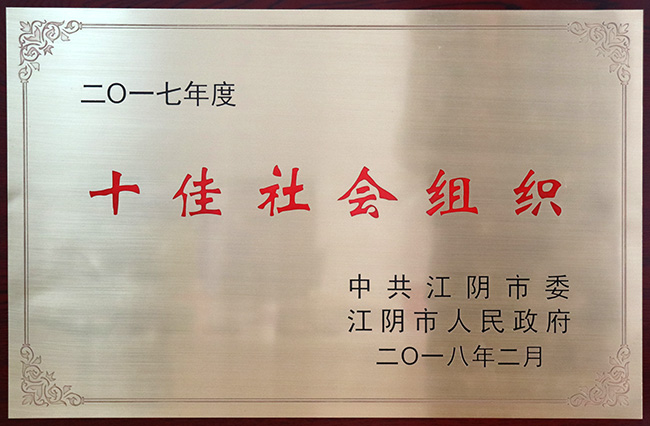 二〇一七年度
十佳社会组织
中共江阴市委
江阴市人民政府
二〇一八年二月